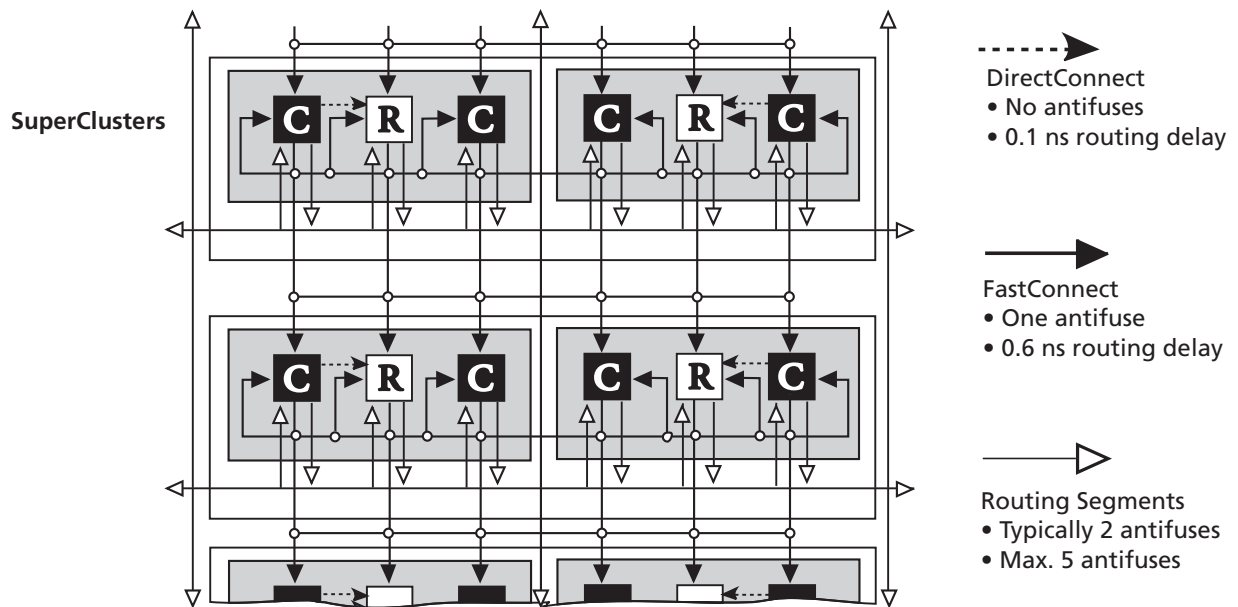 SuperClusters
C R C C R C
C R C C R C
DirectConnect
• No antifuses
• 0.1 ns routing delay
FastConnect
• One antifuse
• 0.6 ns routing delay
Routing Segments
• Typically 2 antifuses
• Max. 5 antifuses